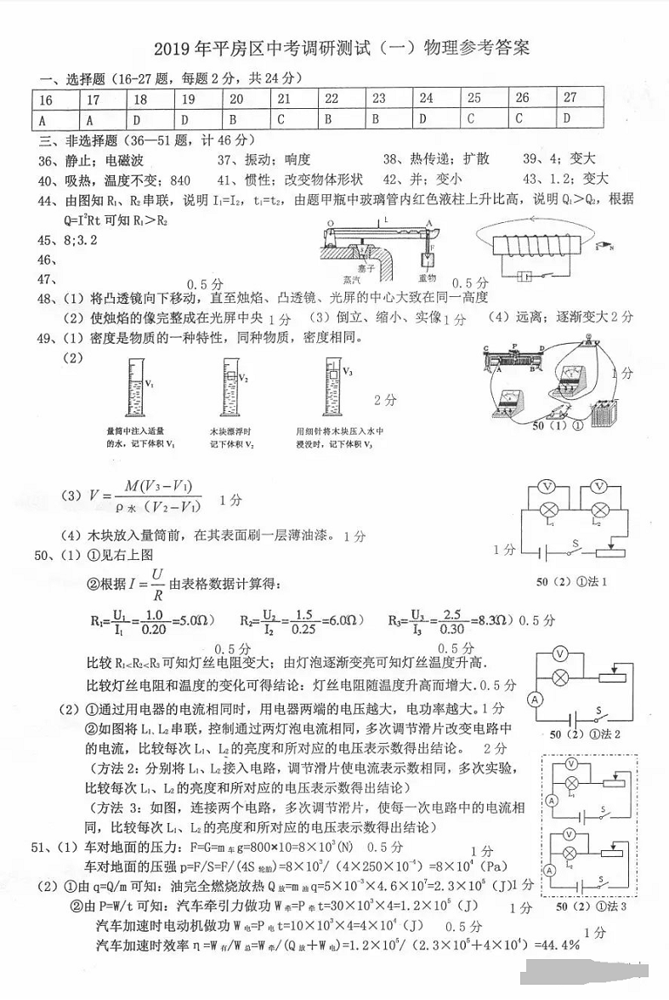 2019年平房区中考调研测试（一）物理参考答案
一、选择题（16-27题，每题2分，共24分）
16 17 18 19 20 21 22 23 24 25 26 27
A A D D B C B B D C C D
三、非选择题（36—51题，计46分）
36、静止；电磁波 37、振动；响度 38、热传递；扩散 39、4；变大
40、吸热，温度不变；840 41、惯性；改变物体形状 42、并；变小 43、1.2；变大
44、由图知R₁、R₂串联，说明I₁=I₂，t₁=t₂，由题甲瓶中玻璃管内红色液柱上升比高，说明Q₁>Q₂，根据
Q=I²Rt可知R₁>R₂
45、8;3.2
O L A
F
塞子
蒸汽 重物
S N
46、
47、
0.5分 0.5分
48、（1）将凸透镜向下移动，直至烛焰、凸透镜、光屏的中心大致在同一高度
（2）使烛焰的像完整成在光屏中央1分 （3）倒立、缩小、实像1分 （4）远离；逐渐变大2分
49、（1）密度是物质的一种特性，同种物质，密度相同。
（2）
V₁ V₂ V₃
2分
量筒中注入适量 木块漂浮时 用细针将木块压入水中
的水，记下体积V₁ 记下体积V₂ 浸没时，记下体积V₃
C P D
A B
1分
50（1）①
（3）V=M(V₃−V₁)/ρ水（V₂−V₁） 1分
（4）木块放入量筒前，在其表面刷一层薄油漆。1分
V V
L₁ L₂
S
1分
50（2）①法1
50、（1）①见右上图
②根据I=U/R由表格数据计算得：
R₁=U₁/I₁=1.0/0.20=5.0Ω） R₂=U₂/I₂=1.5/0.25=6.0Ω） R₃=U₃/I₃=2.5/0.30=8.3Ω）0.5分
0.5分 0.5分
比较R₁<R₂<R₃可知灯丝电阻变大；由灯泡逐渐变亮可知灯丝温度升高.
比较灯丝电阻和温度的变化可得结论：灯丝电阻随温度升高而增大.0.5分
V
A
S
50（2）①法2
（2）①通过用电器的电流相同时，用电器两端的电压越大，电功率越大。1分
②如图将L₁、L₂串联，控制通过两灯泡电流相同，多次调节滑片改变电路中
的电流，比较每次L₁、L₂的亮度和所对应的电压表示数得出结论。 2分
（方法2：分别将L₁、L₂接入电路，调节滑片使电流表示数相同，多次实验，
比较每次L₁、L₂的亮度和所对应的电压表示数得出结论）
（方法 3：如图，连接两个电路，多次调节滑片，使每一次电路中的电流相
同，比较每次L₁、L₂的亮度和所对应的电压表示数得出结论）
V
L₁
A
S
V
L₂
A
S
50（2）①法3
51、（1）车对地面的压力：F=G=m车g=800×10=8×10³(N) 0.5分 1分
车对地面的压强p=F/S=F/(4S轮胎)=8×10³/（4×250×10⁻⁴）=8×10⁴（Pa）
（2）①由q=Q/m可知：油完全燃烧放热Q放=m油q=5×10⁻³×4.6×10⁷=2.3×10⁵（J）1分
②由P=W/t可知：汽车牵引力做功W牵=P牵t=30×10³×4=1.2×10⁵（J） 1分
汽车加速时电动机做功W电=P电t=10×10³×4=4×10⁴（J） 0.5分
1分
汽车加速时效率η=W有/W总=W牵/(Q放+W电)=1.2×10⁵/（2.3×10⁵+4×10⁴）=44.4%